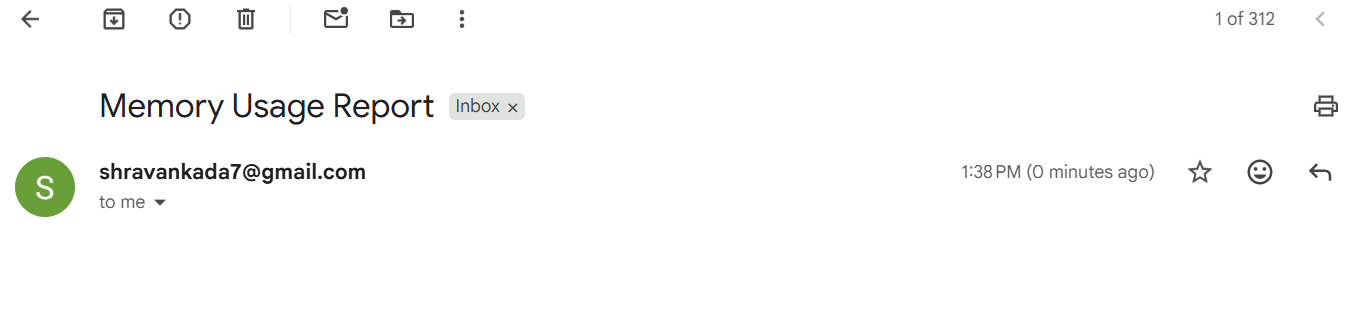 1 of 312
Memory Usage Report Inbox ×
S
shravankada7@gmail.com 1:38 PM (0 minutes ago)
to me